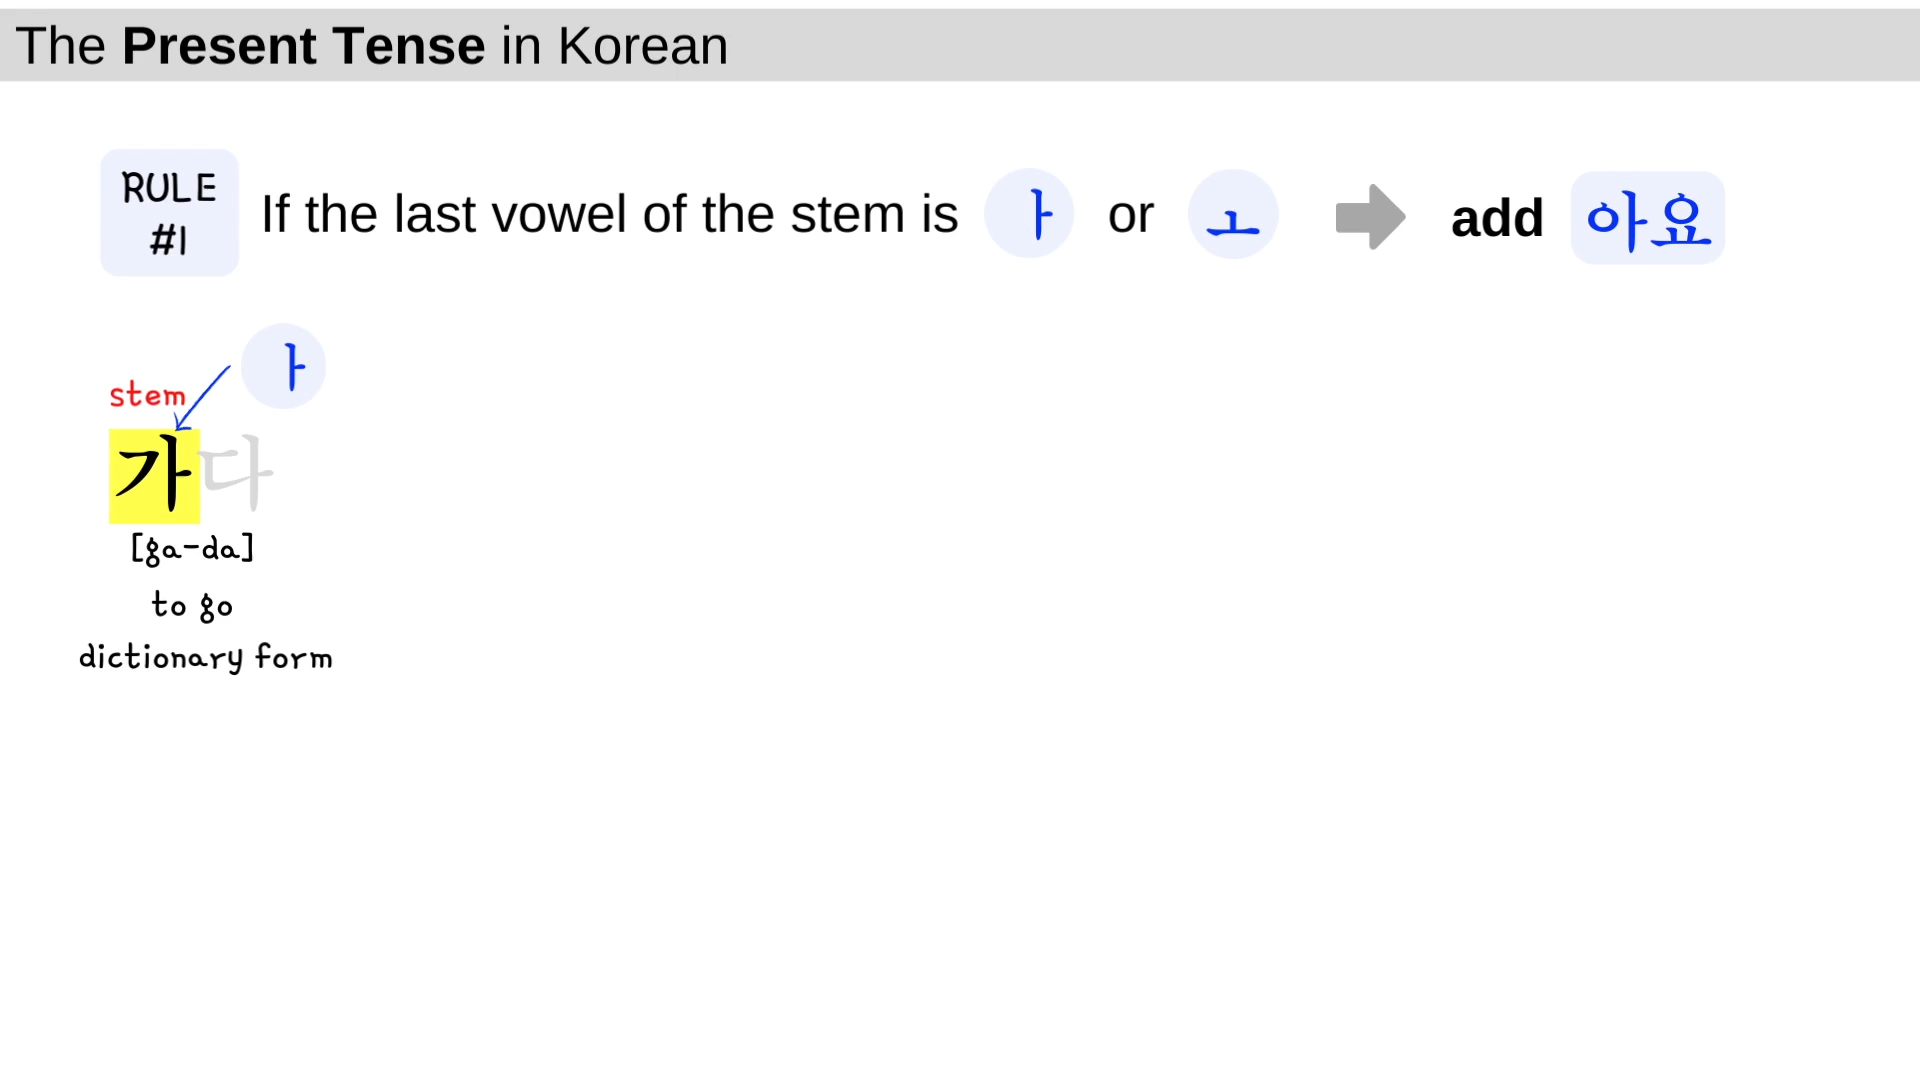 The Present Tense in Korean
RULE
#1
If the last vowel of the stem is ㅏ or ㅗ add 아요
ㅏ
stem
가다
[ga-da]
to go
dictionary form